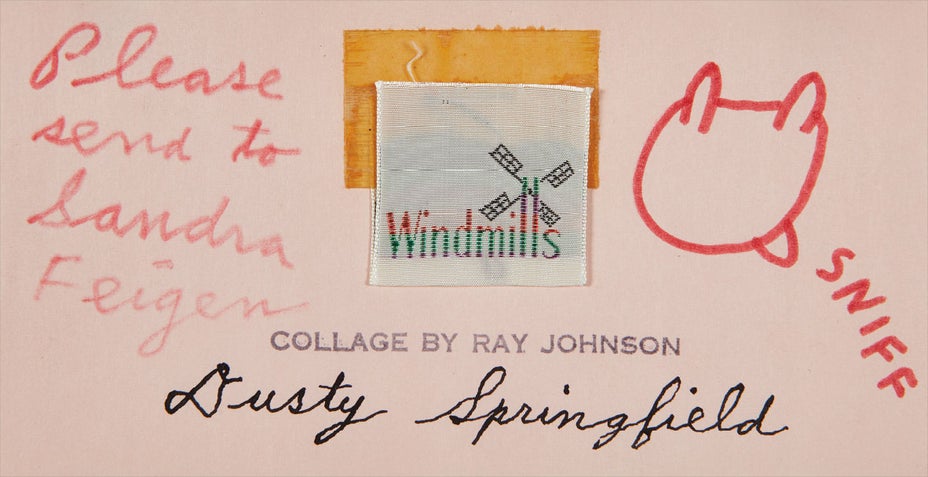 Please
send to
Sandra
Feigen
Windmills
SNIFF
COLLAGE BY RAY JOHNSON
Dusty Springfield